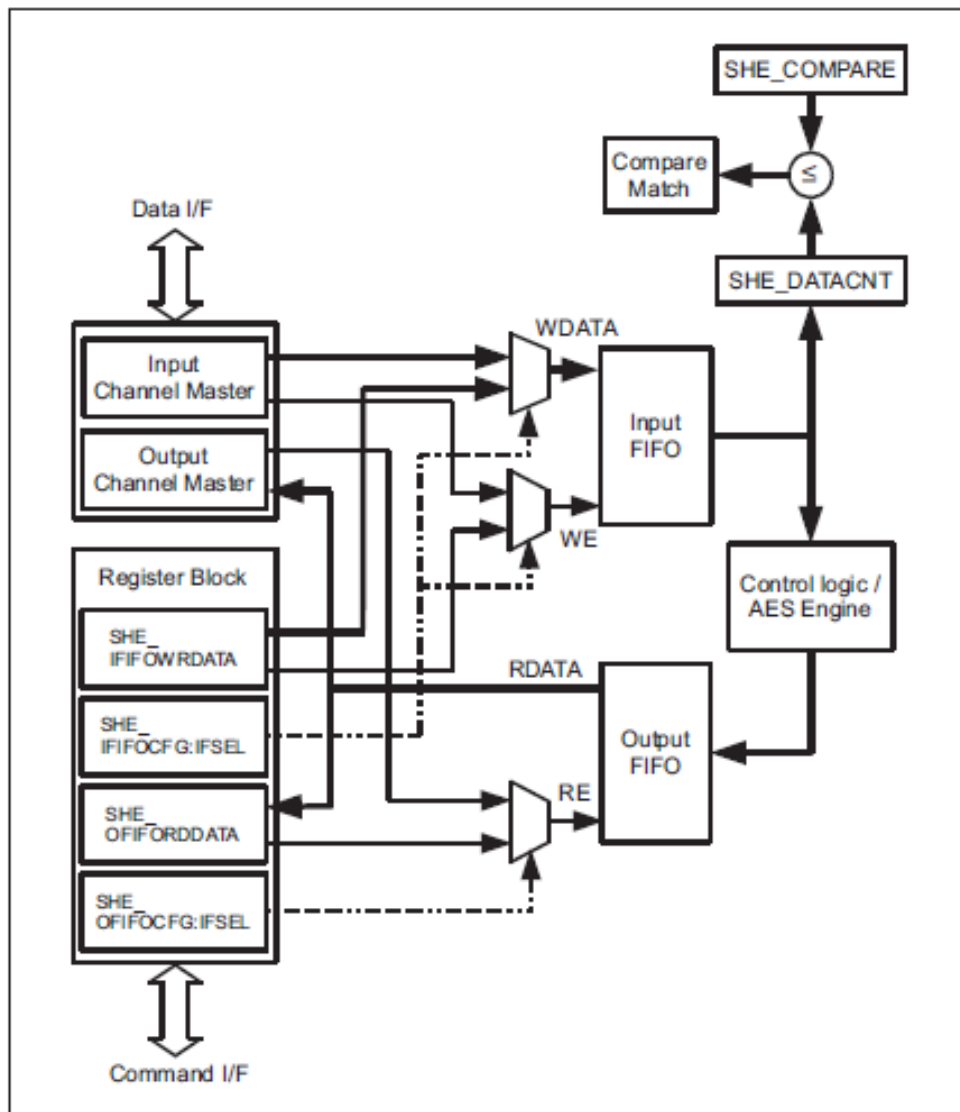 SHE_COMPARE
Compare
Match
≤
Data I/F
SHE_DATACNT
WDATA
Input
Channel Master
Input
FIFO
Output
Channel Master
WE
Register Block
Control logic /
AES Engine
SHE_
IFIFOWRDATA
RDATA
SHE_
IFIFOCFG:IFSEL
Output
FIFO
RE
SHE_
OFIFORDDATA
SHE_
OFIFOCFG:IFSEL
Command I/F